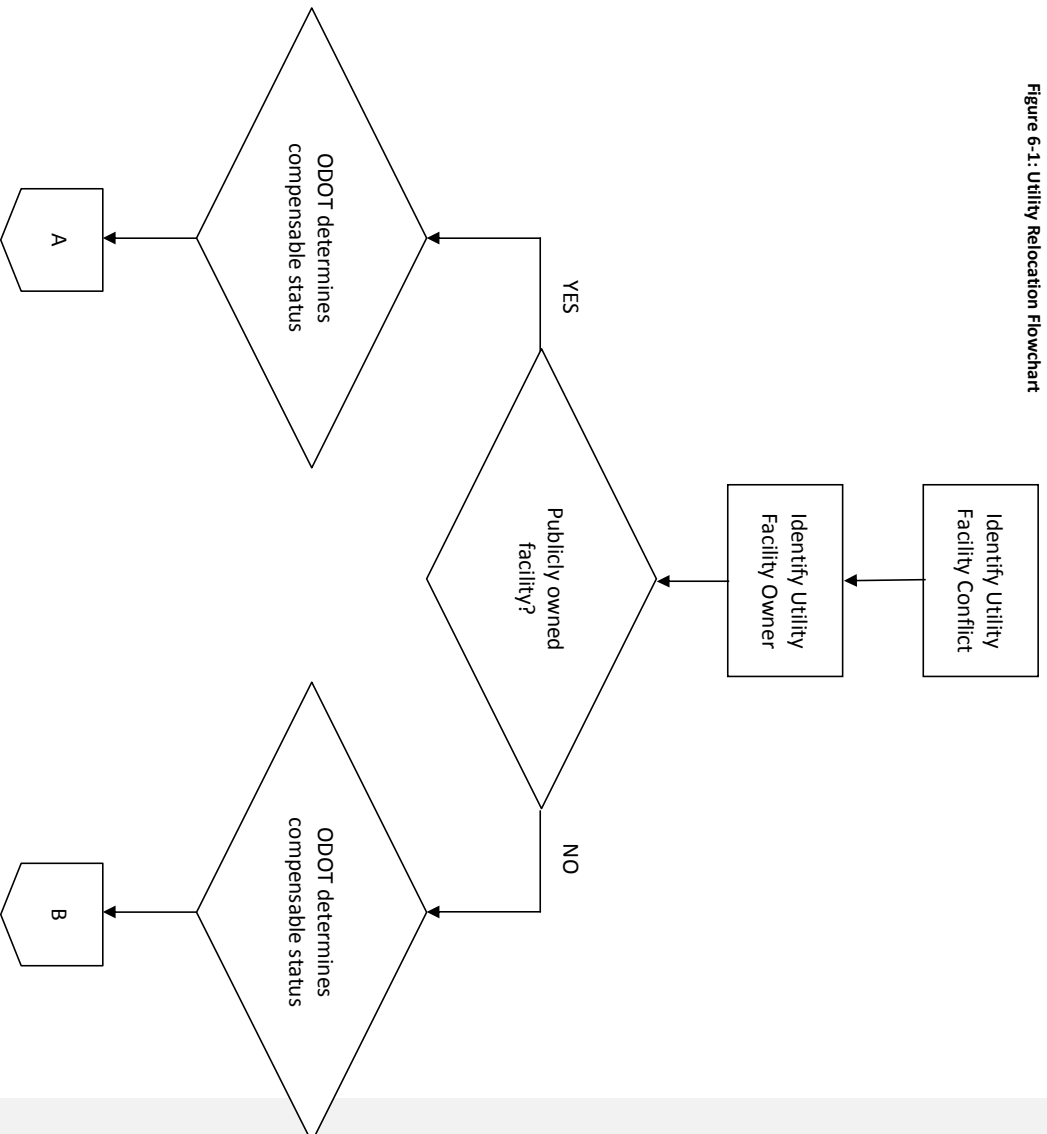 Figure 6-1: Utility Relocation Flowchart
Identify Utility
Facility Conflict
Identify Utility
Facility Owner
Publicly owned
facility?
YES
NO
ODOT determines
compensable status
ODOT determines
compensable status
A
B